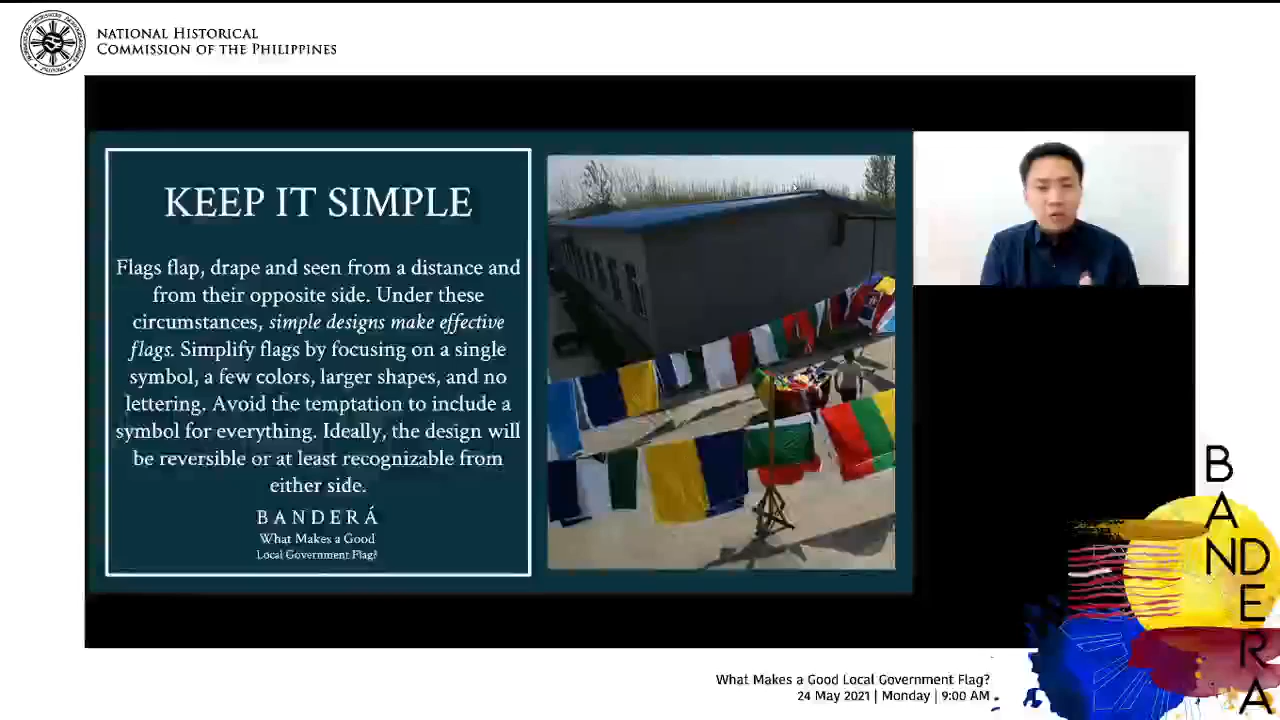 NATIONAL HISTORICAL
COMMISSION OF THE PHILIPPINES
KEEP IT SIMPLE
Flags flap, drape and seen from a distance and
from their opposite side. Under these
circumstances, simple designs make effective
flags. Simplify flags by focusing on a single
symbol, a few colors, larger shapes, and no
lettering. Avoid the temptation to include a
symbol for everything. Ideally, the design will
be reversible or at least recognizable from
either side.
BANDERÁ
What Makes a Good
Local Government Flag?
BANDERA
What Makes a Good Local Government Flag?
24 May 2021 | Monday | 9:00 AM